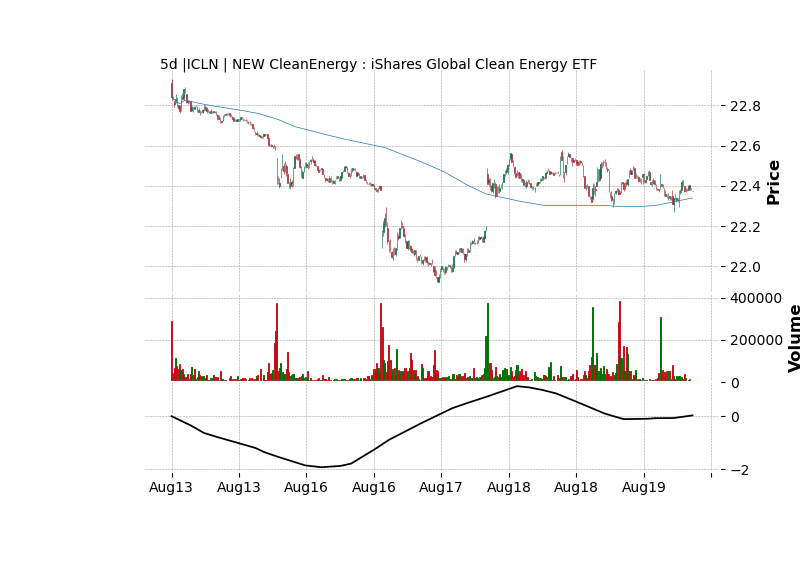 5d |ICLN | NEW CleanEnergy : iShares Global Clean Energy ETF
22.8
22.6
22.4
22.2
22.0
Price
400000
200000
0
Volume
0
−2
Aug13 Aug13 Aug16 Aug16 Aug17 Aug18 Aug18 Aug19